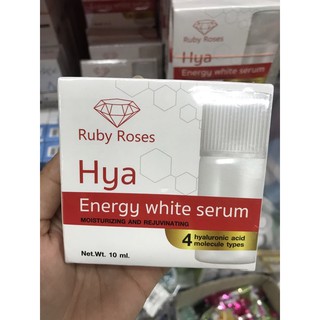 Ruby Roses
Hya
Energy white serum
Ruby Roses
Hya
Energy white serum
MOISTURIZING AND REJUVENATING
4 hyaluronic acid
molecule types
Net.Wt. 10 ml.